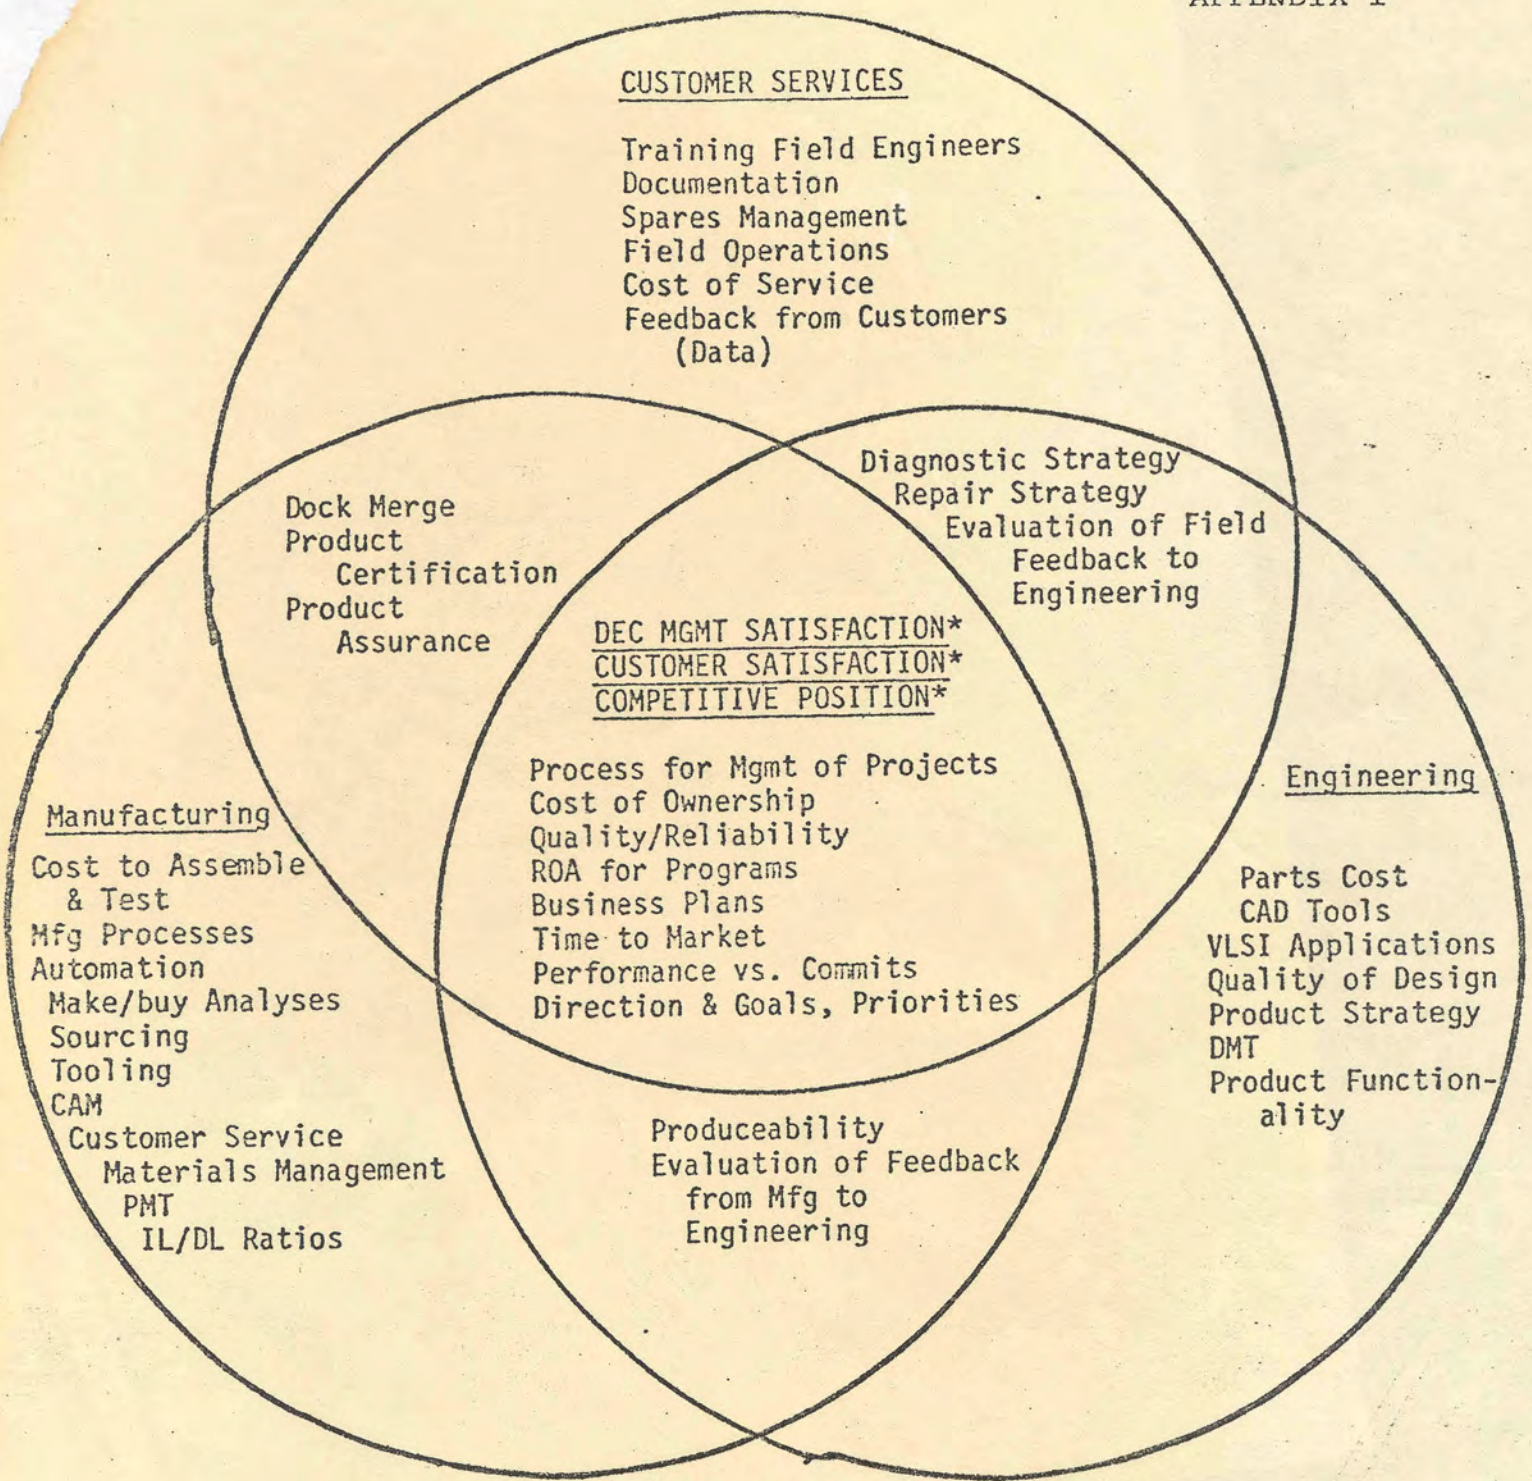 APPENDIX I
CUSTOMER SERVICES
Training Field Engineers
Documentation
Spares Management
Field Operations
Cost of Service
Feedback from Customers
(Data)
Dock Merge
Product
Certification
Product
Assurance
Diagnostic Strategy
Repair Strategy
Evaluation of Field
Feedback to
Engineering
DEC MGMT SATISFACTION*
CUSTOMER SATISFACTION*
COMPETITIVE POSITION*
Process for Mgmt of Projects
Cost of Ownership
Quality/Reliability
ROA for Programs
Business Plans
Time to Market
Performance vs. Commits
Direction & Goals, Priorities
Manufacturing
Cost to Assemble
& Test
Mfg Processes
Automation
Make/buy Analyses
Sourcing
Tooling
CAM
Customer Service
Materials Management
PMT
IL/DL Ratios
Engineering
Parts Cost
CAD Tools
VLSI Applications
Quality of Design
Product Strategy
DMT
Product Function-
ality
Produceability
Evaluation of Feedback
from Mfg to
Engineering